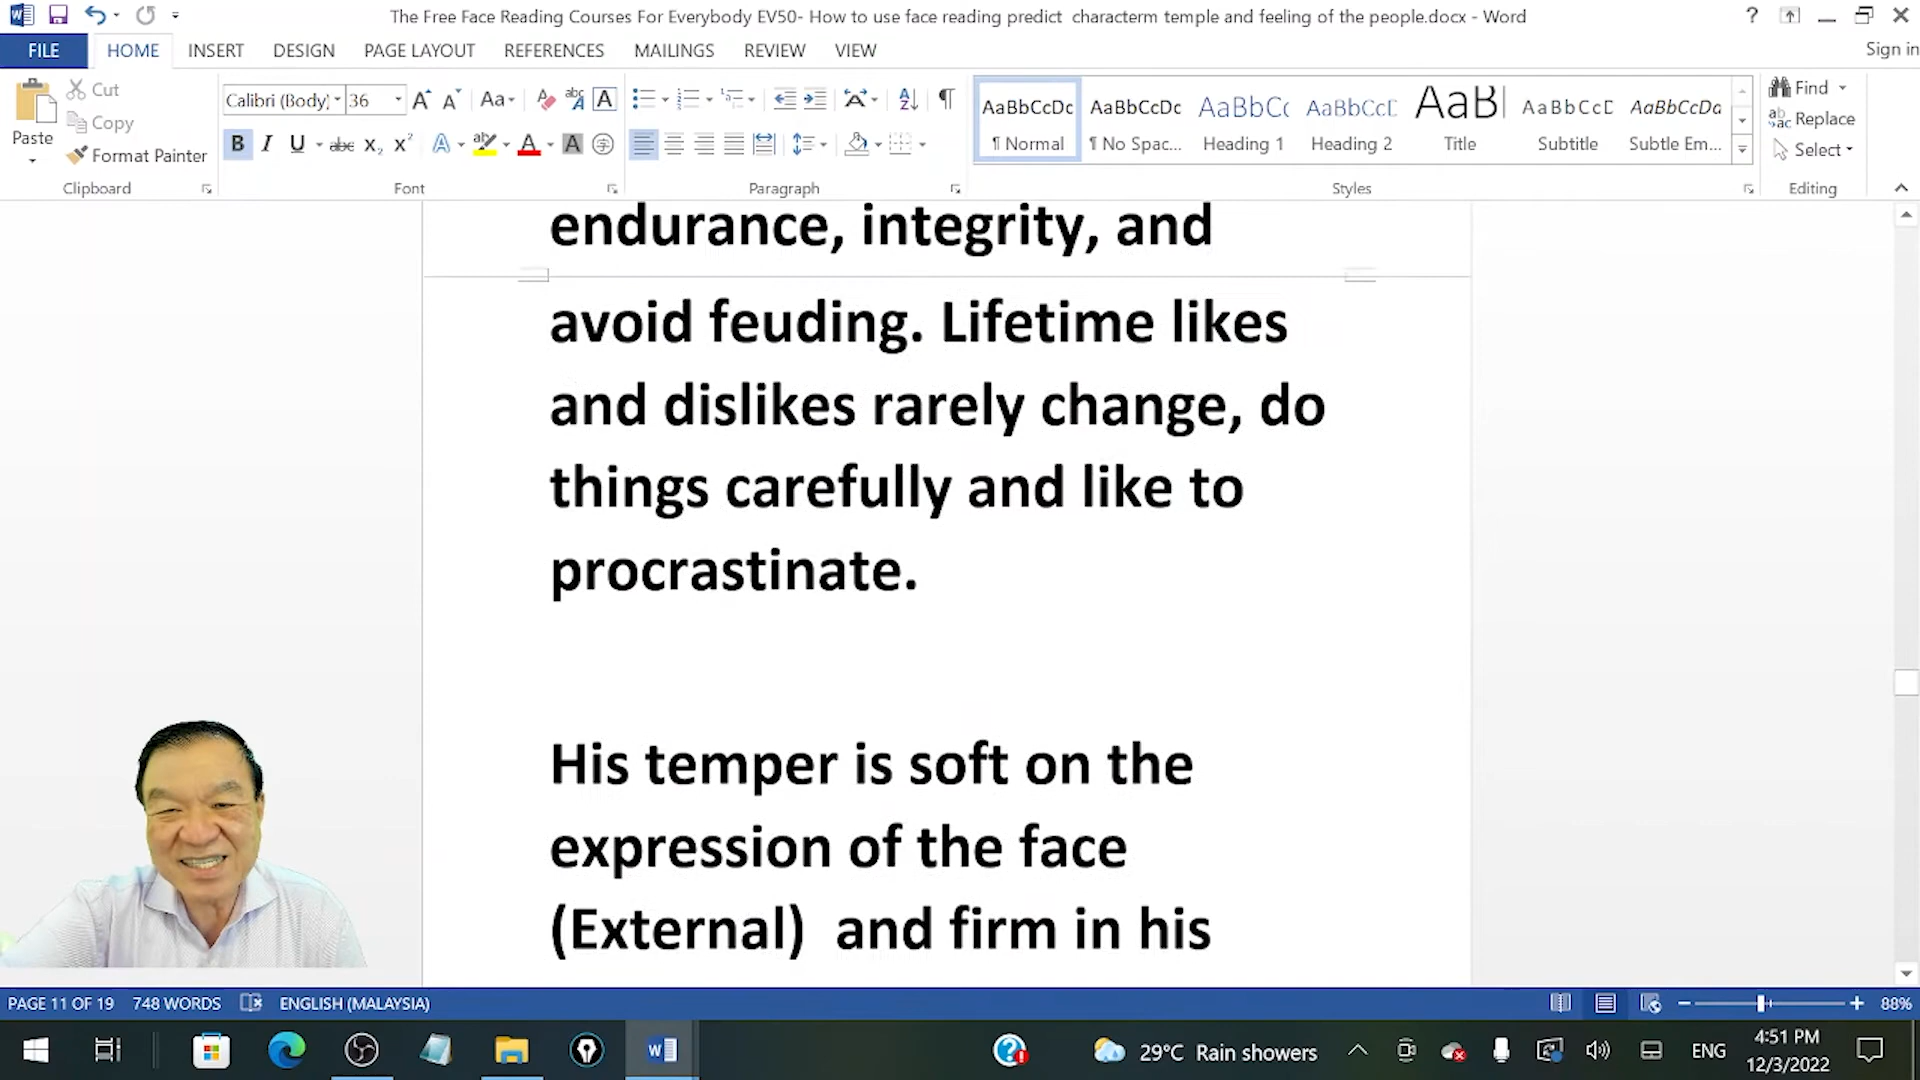 The Free Face Reading Courses For Everybody EV50- How to use face reading predict characterm temple and feeling of the people.docx - Word
FILE HOME INSERT DESIGN PAGE LAYOUT REFERENCES MAILINGS REVIEW VIEW Sign in
Cut
Copy
Format Painter
Paste
Clipboard
Calibri (Body) 36
Font
Paragraph
AaBbCcDc AaBbCcDc AaBbCc AaBbCcD AaB AaBbCcD AaBbCcDa
¶ Normal ¶ No Spac... Heading 1 Heading 2 Title Subtitle Subtle Em...
Styles
Find
Replace
Select
Editing
endurance, integrity, and
avoid feuding. Lifetime likes
and dislikes rarely change, do
things carefully and like to
procrastinate.
His temper is soft on the
expression of the face
(External) and firm in his
PAGE 11 OF 19 748 WORDS ENGLISH (MALAYSIA) 88%
29°C Rain showers ENG 4:51 PM
12/3/2022